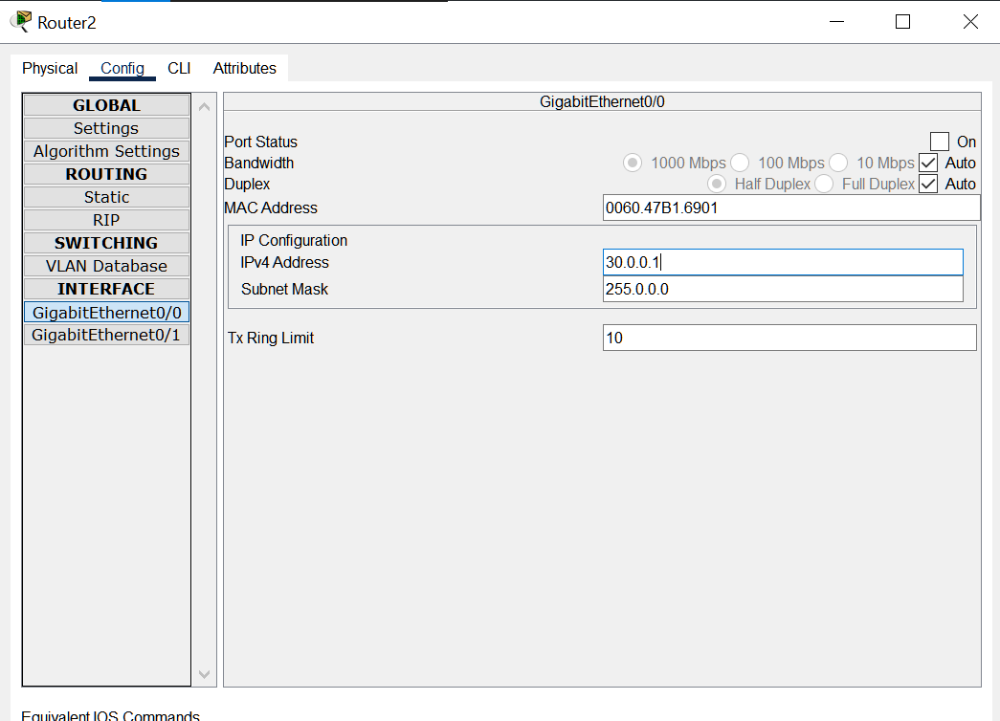 Router2
Physical Config CLI Attributes
GLOBAL
Settings
Algorithm Settings
ROUTING
Static
RIP
SWITCHING
VLAN Database
INTERFACE
GigabitEthernet0/0
GigabitEthernet0/1
GigabitEthernet0/0
Port Status On
Bandwidth 1000 Mbps 100 Mbps 10 Mbps Auto
Duplex Half Duplex Full Duplex Auto
MAC Address 0060.47B1.6901
IP Configuration
IPv4 Address 30.0.0.1
Subnet Mask 255.0.0.0
Tx Ring Limit 10
Equivalent IOS Commands